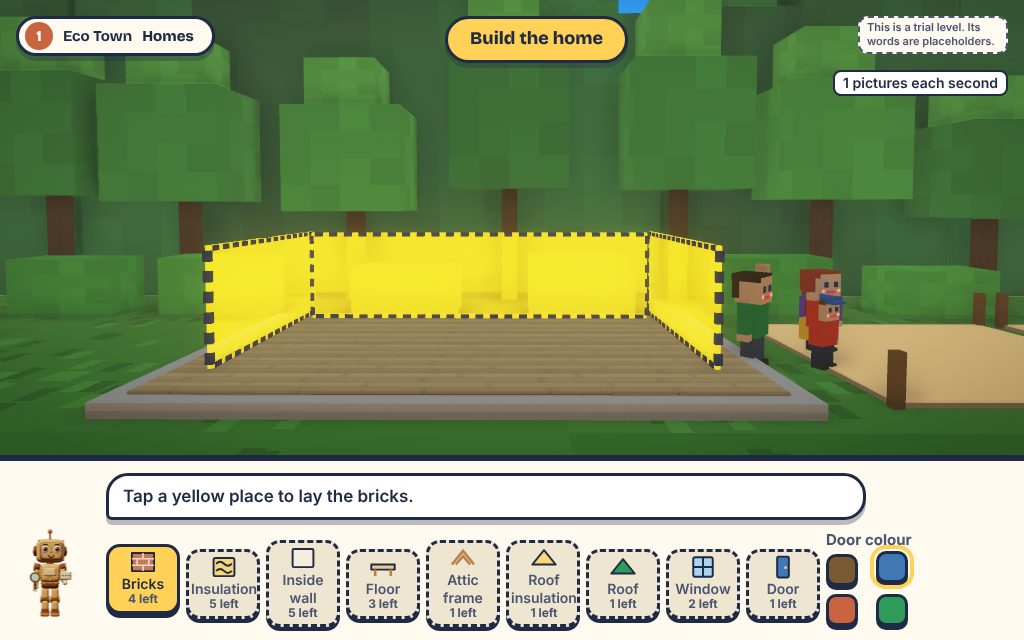 1 Eco Town Homes
Build the home
This is a trial level. Its
words are placeholders.
1 pictures each second
Tap a yellow place to lay the bricks.
Bricks
4 left
Insulation
5 left
Inside
wall
5 left
Floor
3 left
Attic
frame
1 left
Roof
insulation
1 left
Roof
1 left
Window
2 left
Door
1 left
Door colour